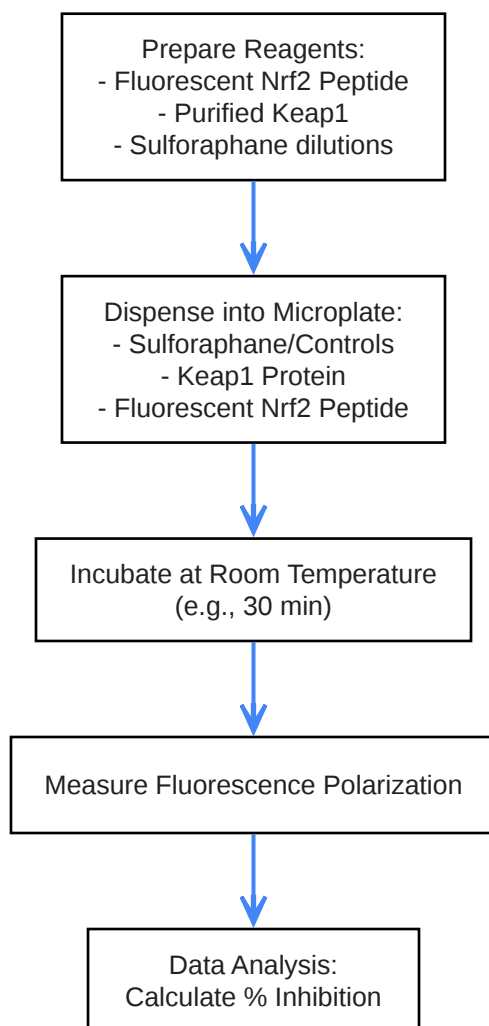 Prepare Reagents:
- Fluorescent Nrf2 Peptide
- Purified Keap1
- Sulforaphane dilutions
Dispense into Microplate:
- Sulforaphane/Controls
- Keap1 Protein
- Fluorescent Nrf2 Peptide
Incubate at Room Temperature
(e.g., 30 min)
Measure Fluorescence Polarization
Data Analysis:
Calculate % Inhibition